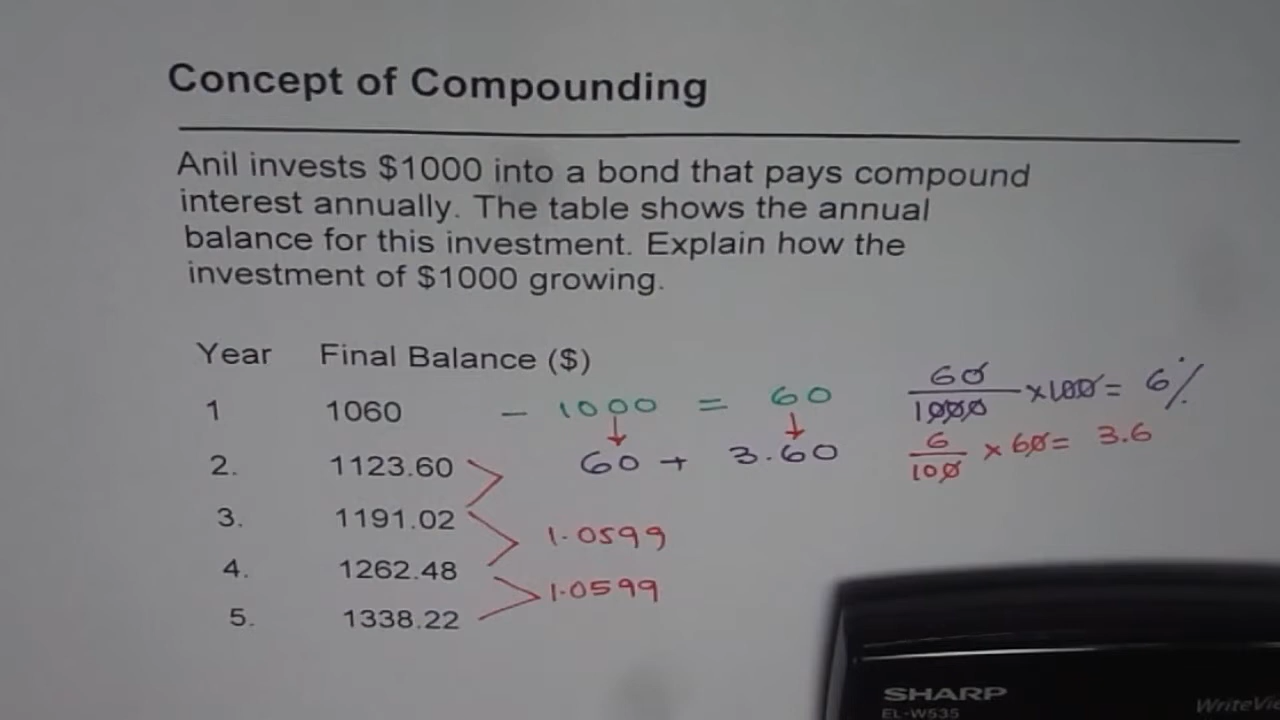 Concept of Compounding
Anil invests $1000 into a bond that pays compound
interest annually. The table shows the annual
balance for this investment. Explain how the
investment of $1000 growing.
Year Final Balance ($)
1 1060 - 1000 = 60 60/1000 ×100 = 6%
2. 1123.60 60 + 3.60 6/100 × 60 = 3.6
3. 1191.02
1.0599
4. 1262.48
1.0599
5. 1338.22
SHARP
EL-W535 WriteVi